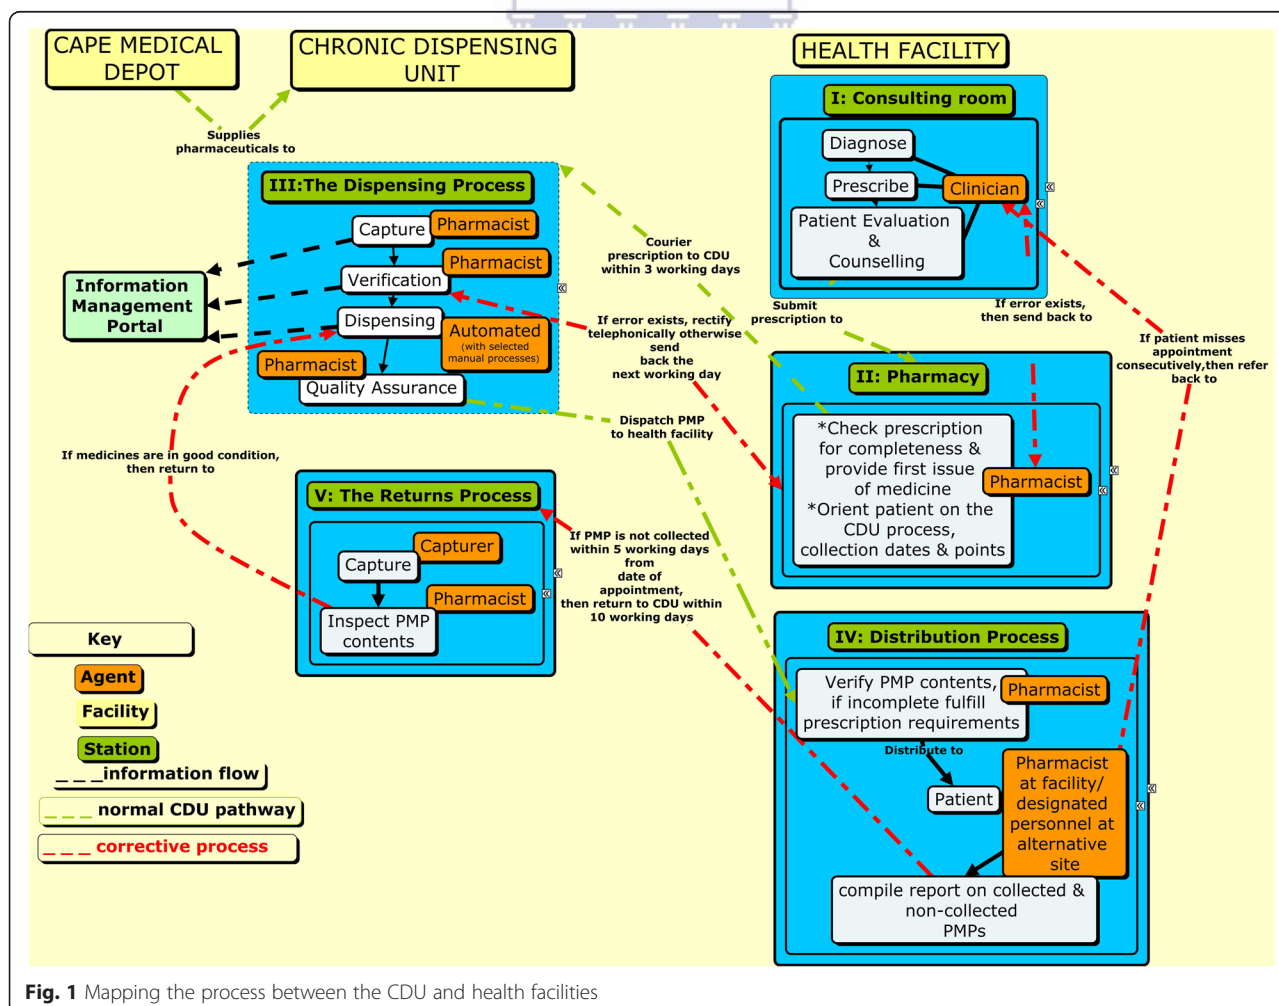 CAPE MEDICAL
DEPOT
CHRONIC DISPENSING
UNIT
HEALTH FACILITY
Supplies
pharmaceuticals to
I: Consulting room
Diagnose
Prescribe
Clinician
Patient Evaluation
&
Counselling
III:The Dispensing Process
Capture
Pharmacist
Verification
Pharmacist
Dispensing
Automated
(with selected
manual processes)
Pharmacist
Quality Assurance
Information
Management
Portal
Courier
prescription to CDU
within 3 working days
Submit
prescription to
If error exists,
then send back to
If error exists, rectify
telephonically otherwise
send
back the
next working day
If patient misses
appointment
consecutively,then refer
back to
II: Pharmacy
*Check prescription
for completeness &
provide first issue
of medicine
*Orient patient on the
CDU process,
collection dates & points
Pharmacist
Dispatch PMP
to health facility
If medicines are in good condition,
then return to
V: The Returns Process
Capturer
Capture
Pharmacist
Inspect PMP
contents
If PMP is not collected
within 5 working days
from
date of
appointment,
then return to CDU within
10 working days
IV: Distribution Process
Verify PMP contents,
if incomplete fulfill
prescription requirements
Pharmacist
Distribute to
Patient
Pharmacist
at facility/
designated
personnel at
alternative
site
compile report on collected &
non-collected
PMPs
Key
Agent
Facility
Station
_ _ _information flow
_ _ _ normal CDU pathway
_ _ _ corrective process
Fig. 1 Mapping the process between the CDU and health facilities